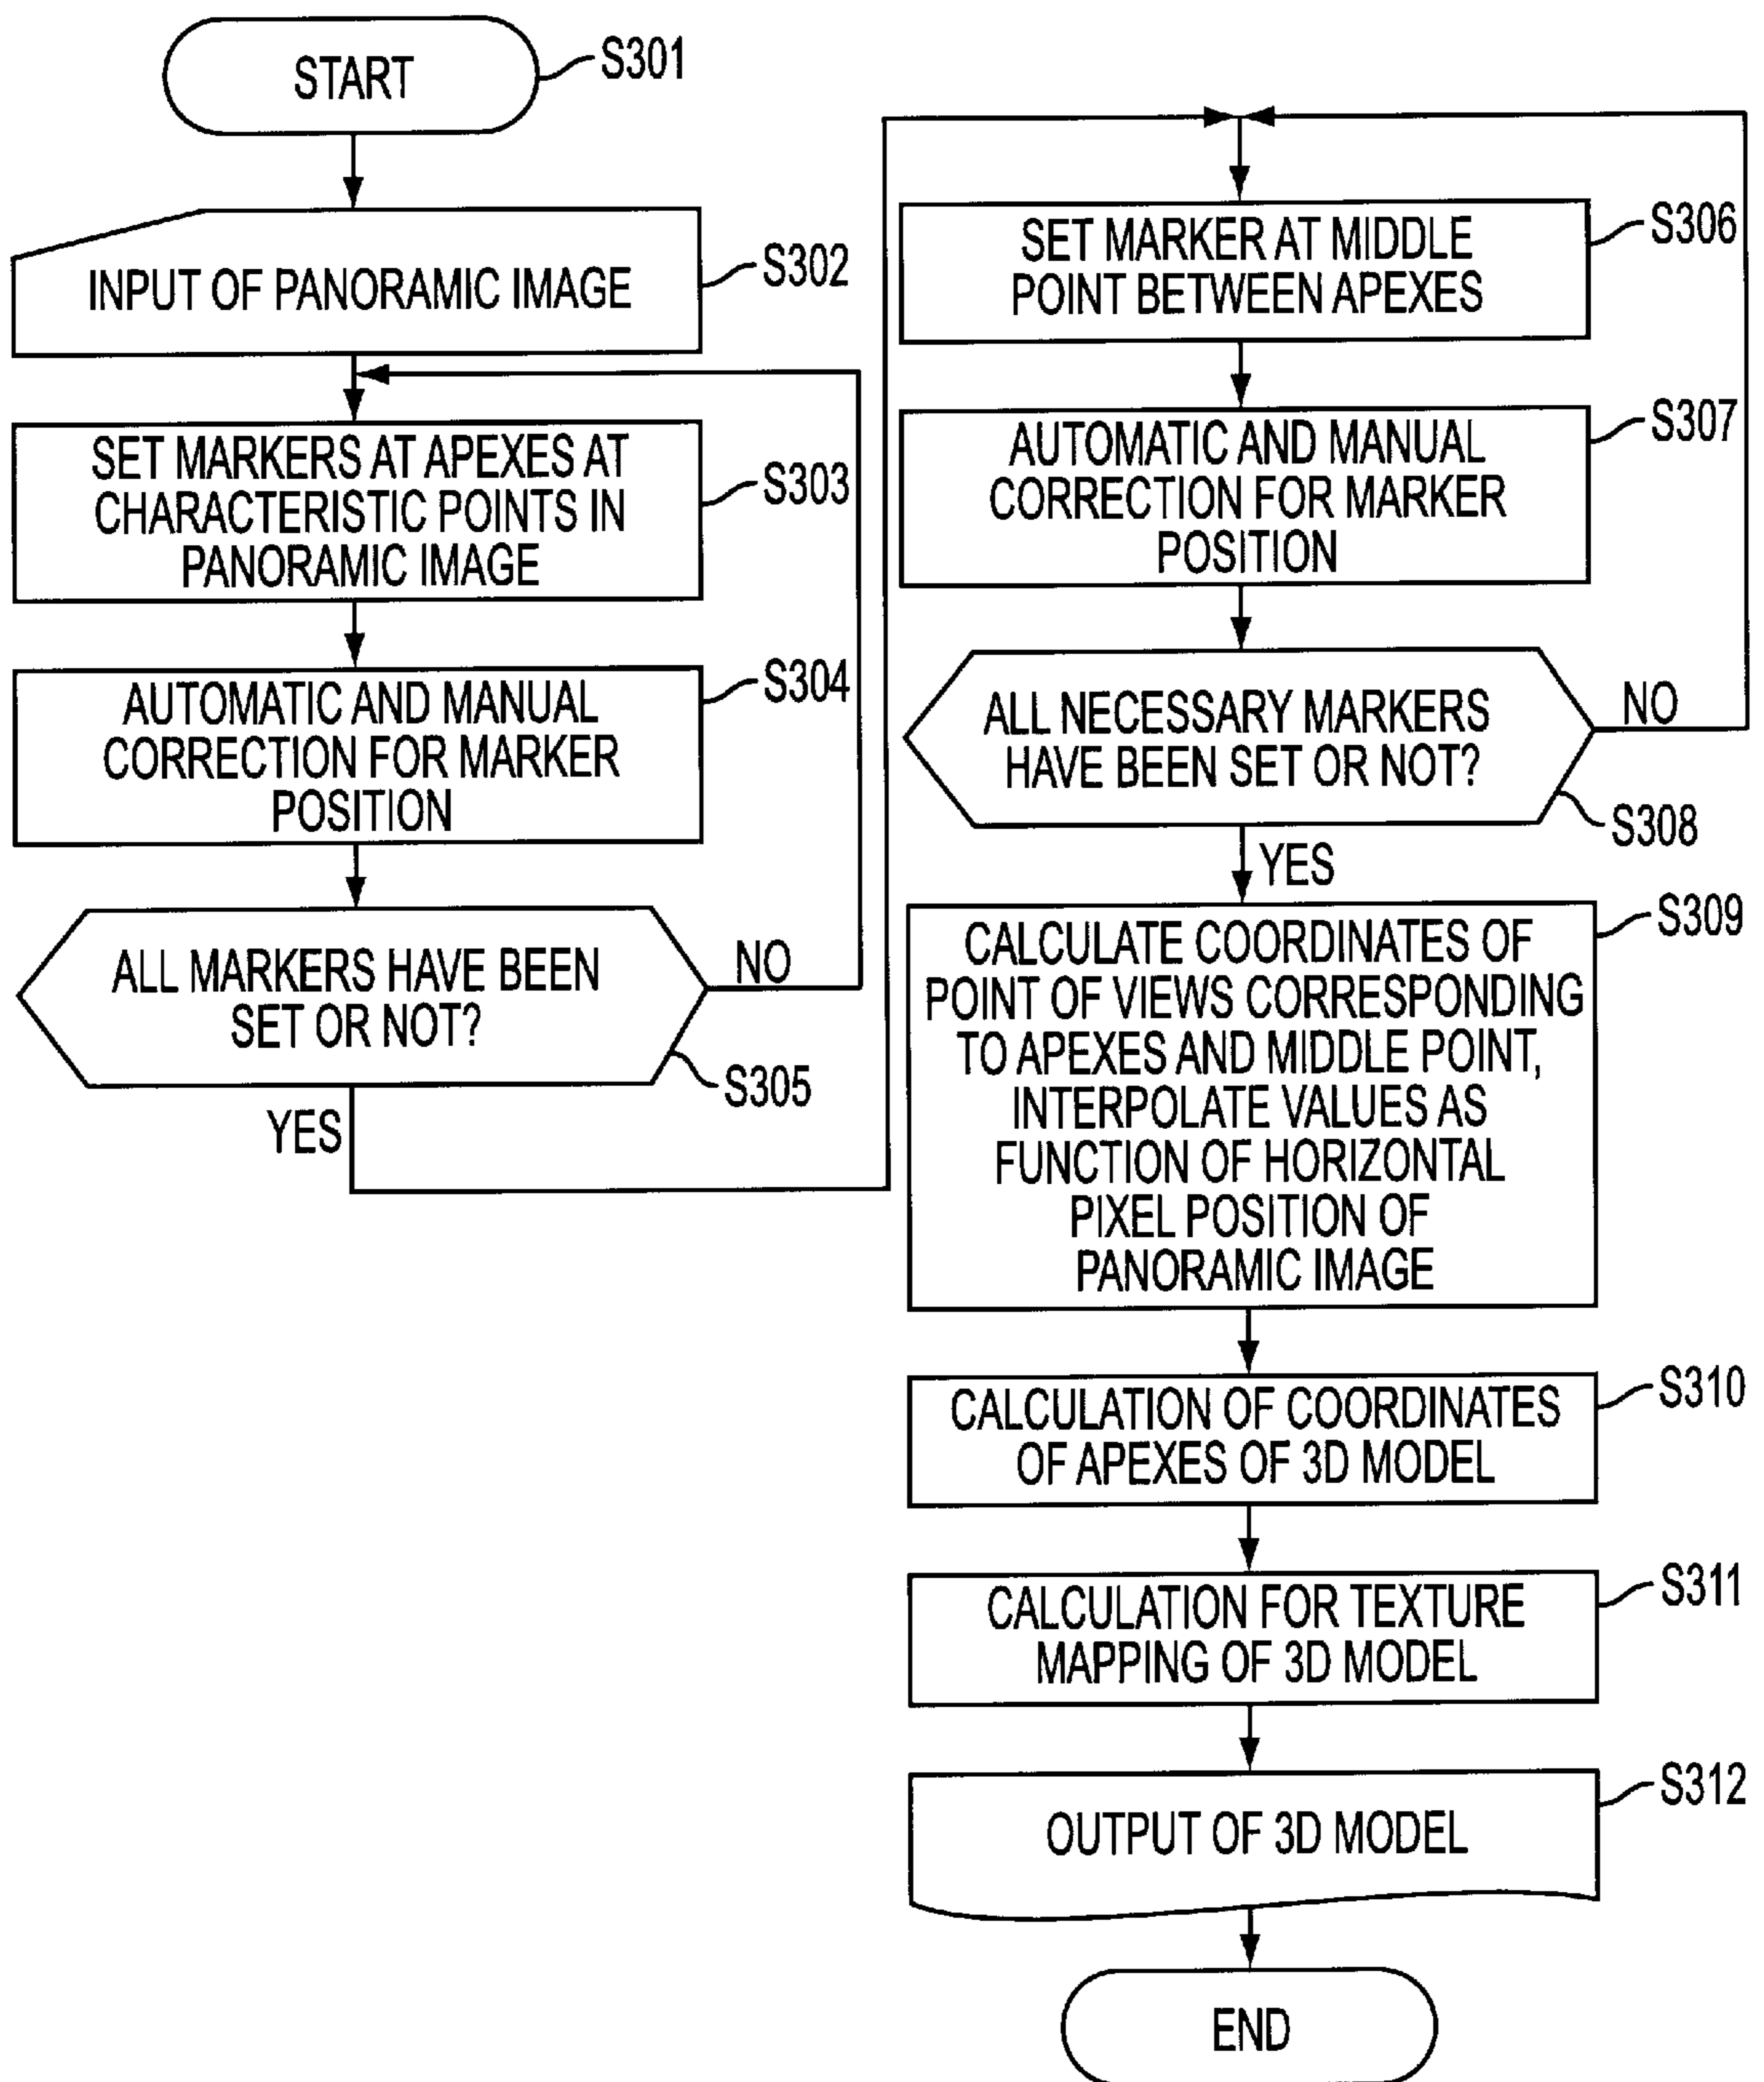 START
S301
INPUT OF PANORAMIC IMAGE
S302
SET MARKERS AT APEXES AT
CHARACTERISTIC POINTS IN
PANORAMIC IMAGE
S303
AUTOMATIC AND MANUAL
CORRECTION FOR MARKER
POSITION
S304
ALL MARKERS HAVE BEEN
SET OR NOT?
NO
S305
YES
SET MARKER AT MIDDLE
POINT BETWEEN APEXES
S306
AUTOMATIC AND MANUAL
CORRECTION FOR MARKER
POSITION
S307
ALL NECESSARY MARKERS
HAVE BEEN SET OR NOT?
NO
S308
YES
CALCULATE COORDINATES OF
POINT OF VIEWS CORRESPONDING
TO APEXES AND MIDDLE POINT,
INTERPOLATE VALUES AS
FUNCTION OF HORIZONTAL
PIXEL POSITION OF
PANORAMIC IMAGE
S309
CALCULATION OF COORDINATES
OF APEXES OF 3D MODEL
S310
CALCULATION FOR TEXTURE
MAPPING OF 3D MODEL
S311
OUTPUT OF 3D MODEL
S312
END